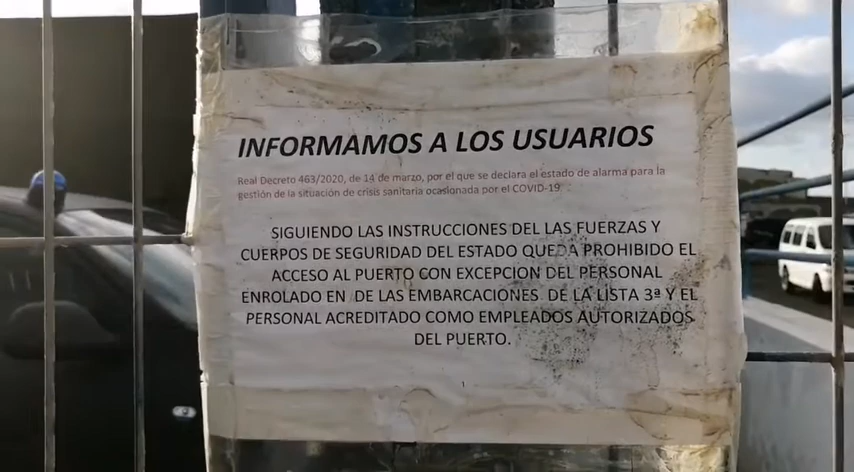 INFORMAMOS A LOS USUARIOS
Real Decreto 463/2020, de 14 de marzo, por el que se declara el estado de alarma para la
gestión de la situación de crisis sanitaria ocasionada por el COVID-19.
SIGUIENDO LAS INSTRUCCIONES DEL LAS FUERZAS Y
CUERPOS DE SEGURIDAD DEL ESTADO QUEDA PROHIBIDO EL
ACCESO AL PUERTO CON EXCEPCION DEL PERSONAL
ENROLADO EN DE LAS EMBARCACIONES DE LA LISTA 3ª Y EL
PERSONAL ACREDITADO COMO EMPLEADOS AUTORIZADOS
DEL PUERTO.